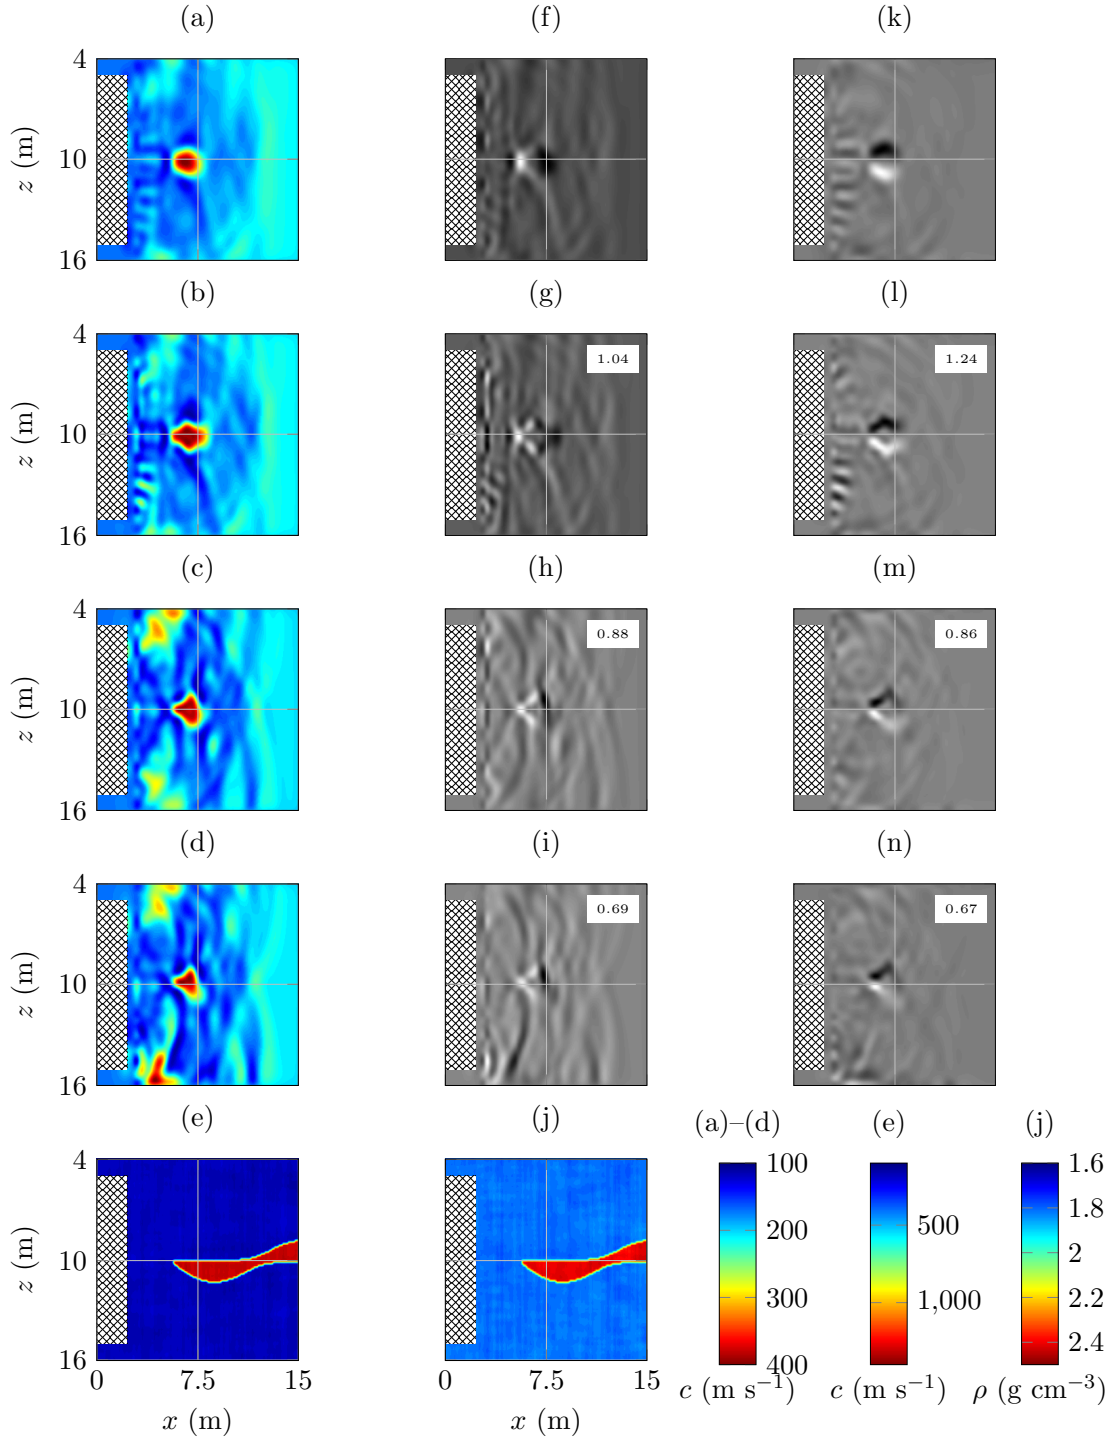 (a) (f) (k)
4
10
16
z (m)
(b) (g) (l)
4
10
16
z (m)
1.04
1.24
(c) (h) (m)
4
10
16
z (m)
0.88
0.86
(d) (i) (n)
4
10
16
z (m)
0.69
0.67
(e) (j) (a)–(d) (e) (j)
4
10
16
z (m)
0 7.5 15
x (m)
0 7.5 15
x (m)
100
200
300
400
c (m s⁻¹)
500
1,000
c (m s⁻¹)
1.6
1.8
2
2.2
2.4
ρ (g cm⁻³)